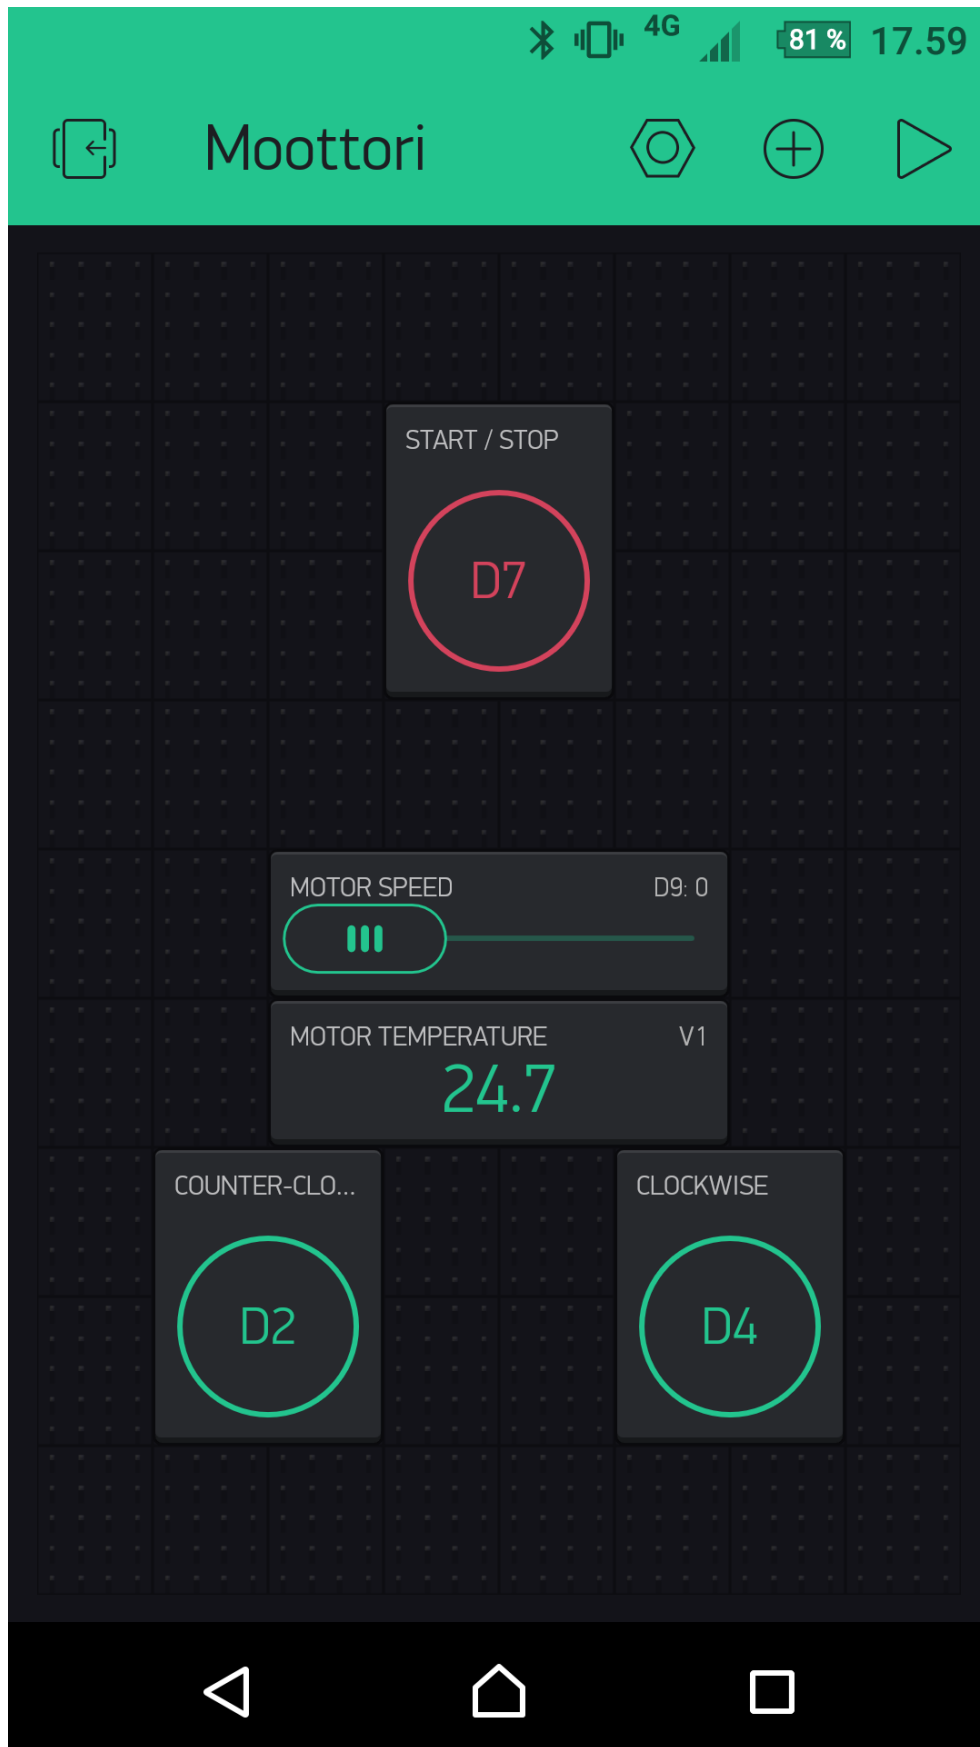 4G 81 % 17.59
Moottori
START / STOP
D7
MOTOR SPEED D9: 0
MOTOR TEMPERATURE V1
24.7
COUNTER-CLO... CLOCKWISE
D2 D4